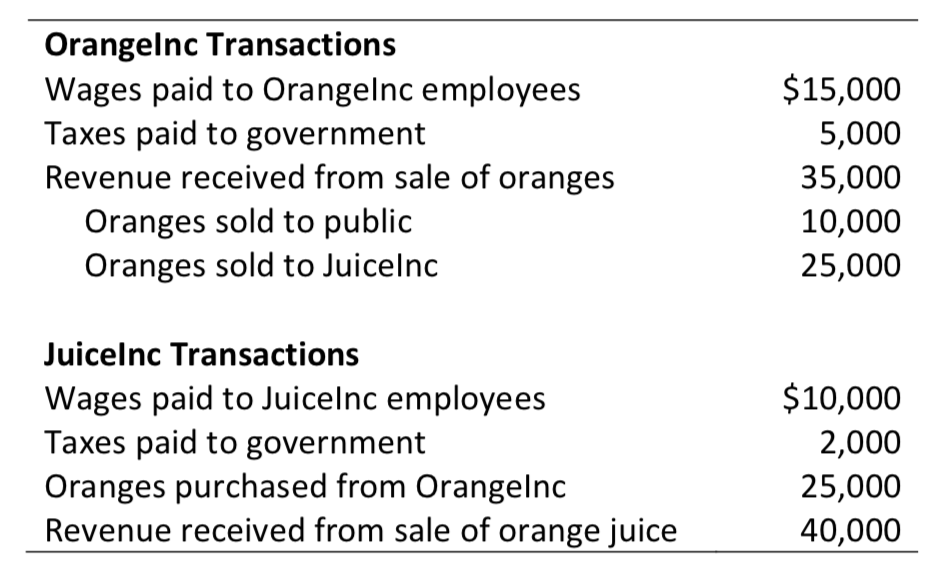 OrangeInc Transactions
Wages paid to OrangeInc employees $15,000
Taxes paid to government 5,000
Revenue received from sale of oranges 35,000
Oranges sold to public 10,000
Oranges sold to JuiceInc 25,000
JuiceInc Transactions
Wages paid to JuiceInc employees $10,000
Taxes paid to government 2,000
Oranges purchased from OrangeInc 25,000
Revenue received from sale of orange juice 40,000